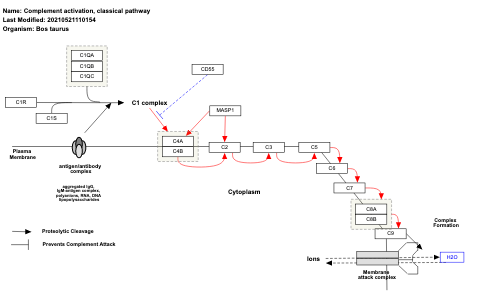 Name: Complement activation, classical pathway
Last Modified: 20210521110154
Organism: Bos taurus
C1QA
C1QB
C1QC
CD55
C1R
C1 complex
C1S
MASP1
Plasma
Membrane
antigen/antibody
complex
C4A
C4B
C2
C3
C5
C6
C7
aggregated IgG,
IgM-antigen complex,
polyanions, RNA, DNA
lipopolysaccharides
Cytoplasm
C8A
C8B
C9
Complex
Formation
Proteolytic Cleavage
Prevents Complement Attack
Ions
H2O
Membrane
attack complex